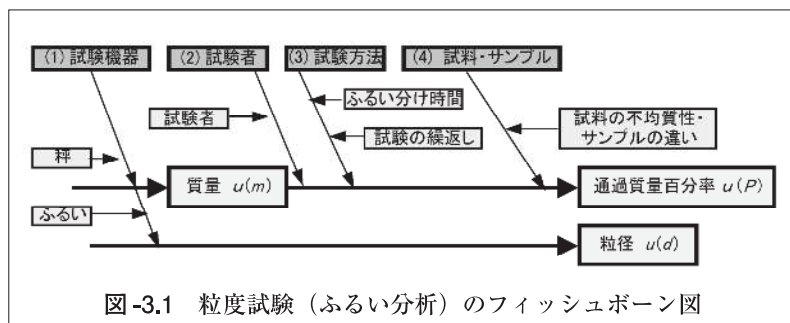 (1)試験機器
(2)試験者
(3)試験方法
(4)試料・サンプル
ふるい分け時間
試験者
試験の繰返し
試料の不均質性・
サンプルの違い
秤
質量 u(m)
通過質量百分率 u(P)
ふるい
粒径 u(d)
図-3.1 粒度試験（ふるい分析）のフィッシュボーン図